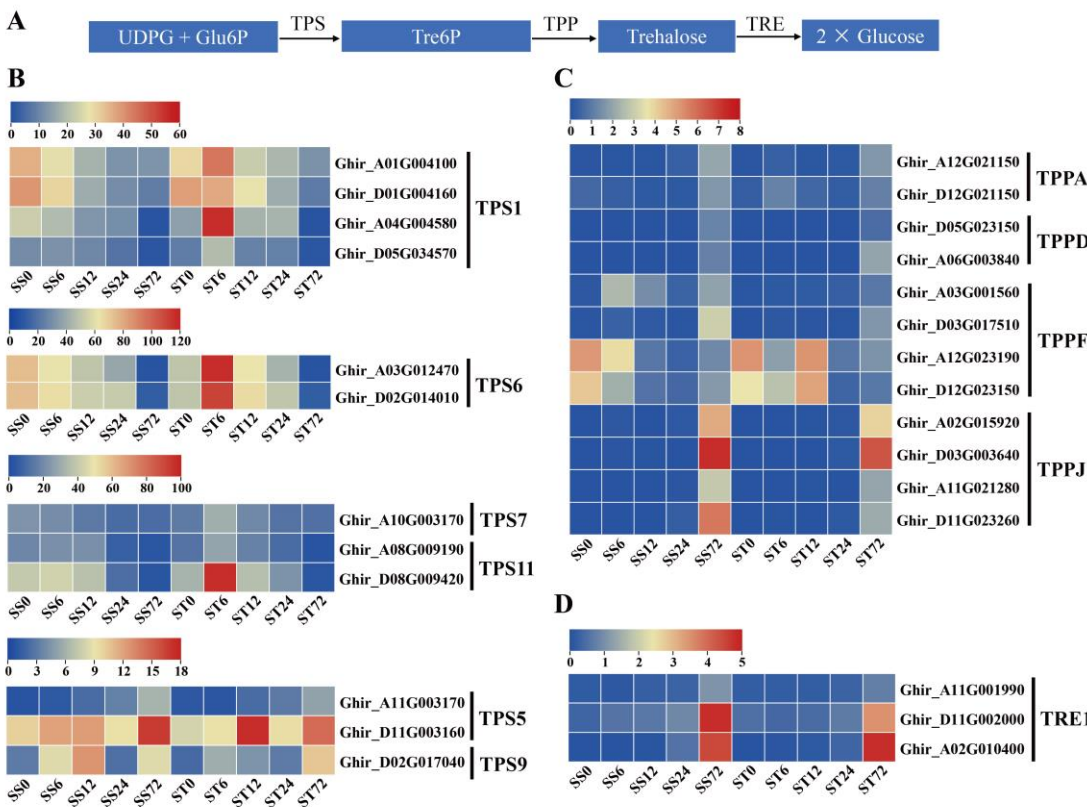 A
UDPG + Glu6P
TPS
Tre6P
TPP
Trehalose
TRE
2 × Glucose
B
0 10 20 30 40 50 60
Ghir_A01G004100
Ghir_D01G004160
Ghir_A04G004580
Ghir_D05G034570
TPS1
SS0 SS6 SS12 SS24 SS72 ST0 ST6 ST12 ST24 ST72
0 20 40 60 80 100 120
Ghir_A03G012470
Ghir_D02G014010
TPS6
SS0 SS6 SS12 SS24 SS72 ST0 ST6 ST12 ST24 ST72
0 20 40 60 80 100
Ghir_A10G003170
TPS7
Ghir_A08G009190
Ghir_D08G009420
TPS11
SS0 SS6 SS12 SS24 SS72 ST0 ST6 ST12 ST24 ST72
0 3 6 9 12 15 18
Ghir_A11G003170
Ghir_D11G003160
TPS5
Ghir_D02G017040
TPS9
SS0 SS6 SS12 SS24 SS72 ST0 ST6 ST12 ST24 ST72
C
0 1 2 3 4 5 6 7 8
Ghir_A12G021150
Ghir_D12G021150
TPPA
Ghir_D05G023150
Ghir_A06G003840
TPPD
Ghir_A03G001560
Ghir_D03G017510
Ghir_A12G023190
Ghir_D12G023150
TPPF
Ghir_A02G015920
Ghir_D03G003640
Ghir_A11G021280
Ghir_D11G023260
TPPJ
SS0 SS6 SS12 SS24 SS72 ST0 ST6 ST12 ST24 ST72
D
0 1 2 3 4 5
Ghir_A11G001990
Ghir_D11G002000
Ghir_A02G010400
TRE1
SS0 SS6 SS12 SS24 SS72 ST0 ST6 ST12 ST24 ST72